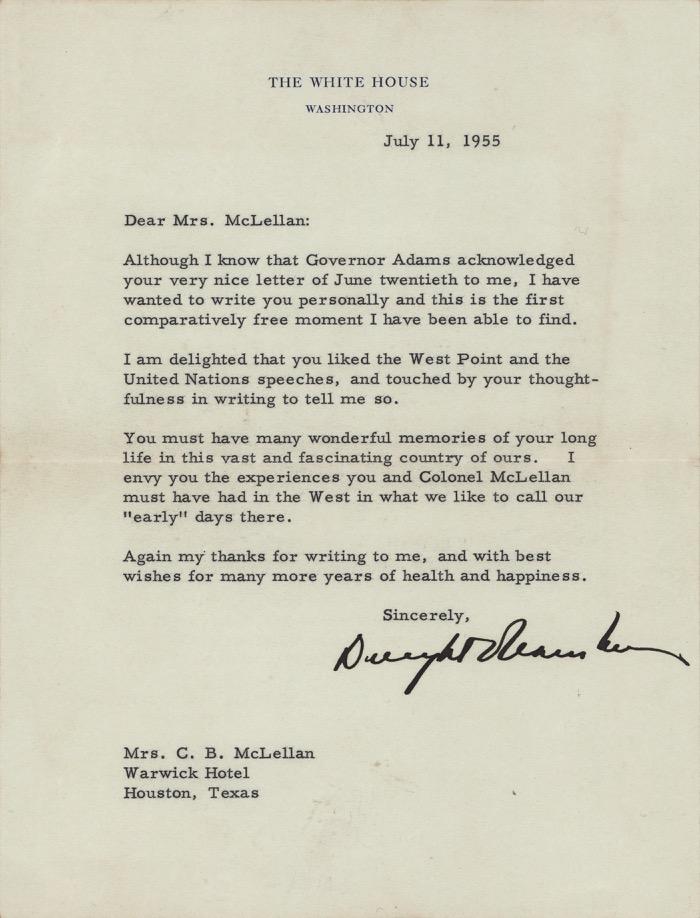 THE WHITE HOUSE
WASHINGTON
July 11, 1955
Dear Mrs. McLellan:
Although I know that Governor Adams acknowledged
your very nice letter of June twentieth to me, I have
wanted to write you personally and this is the first
comparatively free moment I have been able to find.
I am delighted that you liked the West Point and the
United Nations speeches, and touched by your thought-
fulness in writing to tell me so.
You must have many wonderful memories of your long
life in this vast and fascinating country of ours. I
envy you the experiences you and Colonel McLellan
must have had in the West in what we like to call our
"early" days there.
Again my thanks for writing to me, and with best
wishes for many more years of health and happiness.
Sincerely,
Dwight Eisenhower
Mrs. C. B. McLellan
Warwick Hotel
Houston, Texas